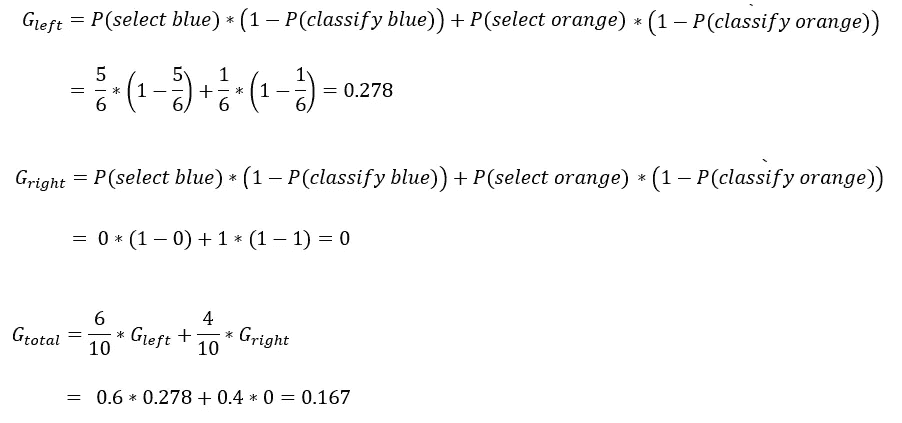 G_left = P(select blue) * (1 − P(classify blue)) + P(select orange) * (1 − P(classify orange))
= 5/6 * (1 − 5/6) + 1/6 * (1 − 1/6) = 0.278
G_right = P(select blue) * (1 − P(classify blue)) + P(select orange) * (1 − P(classify orange))
= 0 * (1 − 0) + 1 * (1 − 1) = 0
G_total = 6/10 * G_left + 4/10 * G_right
= 0.6 * 0.278 + 0.4 * 0 = 0.167